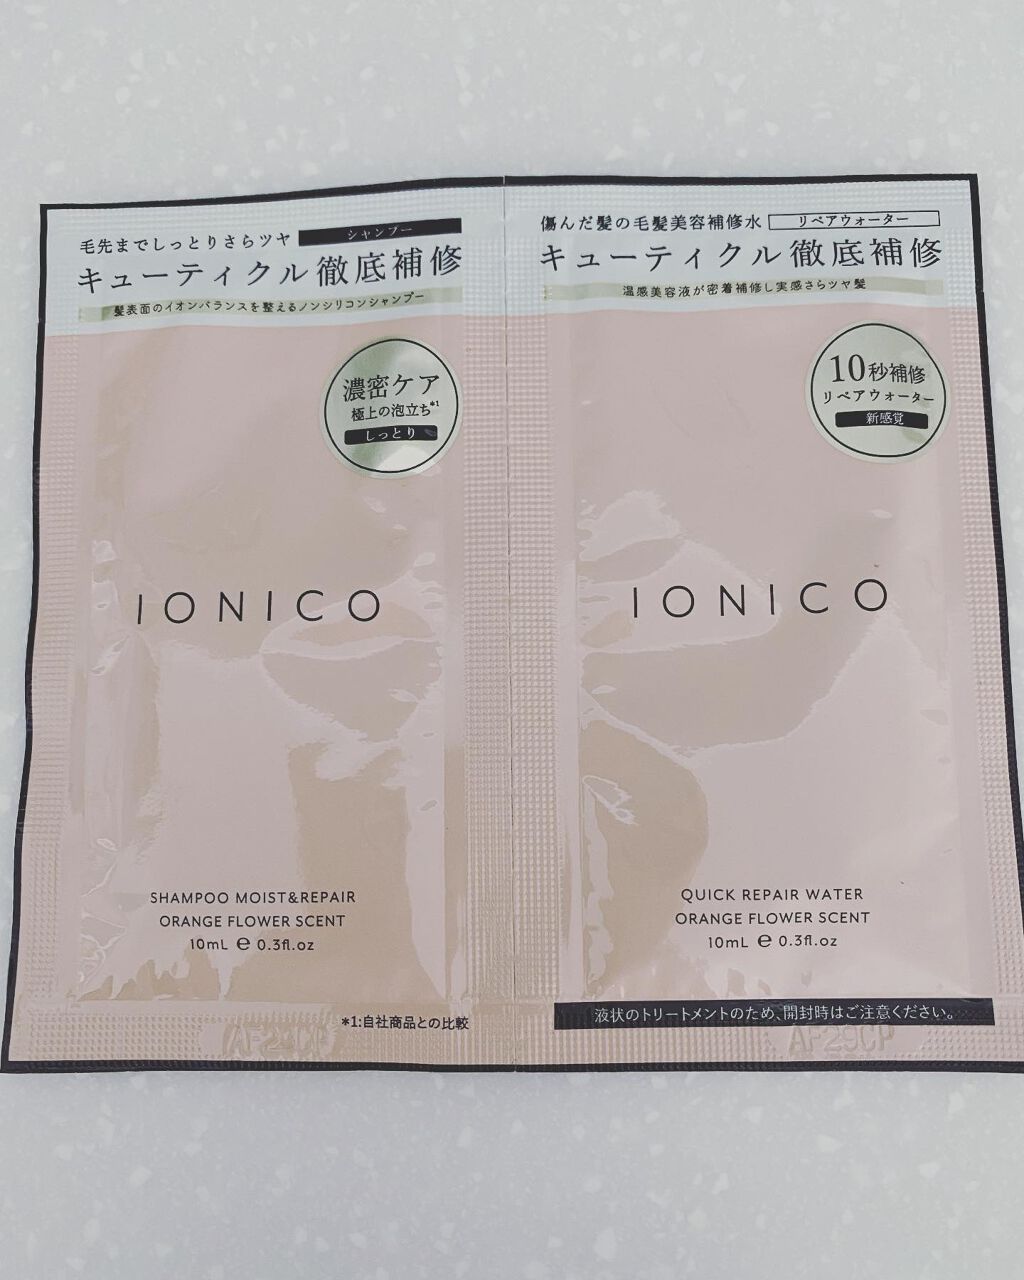 毛先までしっとりさらツヤ シャンプー
キューティクル徹底補修
髪表面のイオンバランスを整えるノンシリコンシャンプー
濃密ケア
極上の泡立ち*1
しっとり
IONICO
SHAMPOO MOIST&REPAIR
ORANGE FLOWER SCENT
10mL ℮ 0.3fl.oz
*1:自社商品との比較
AF29CP
傷んだ髪の毛髪美容補修水 リペアウォーター
キューティクル徹底補修
温感美容液が密着補修し実感さらツヤ髪
10秒補修
リペアウォーター
新感覚
IONICO
QUICK REPAIR WATER
ORANGE FLOWER SCENT
10mL ℮ 0.3fl.oz
液状のトリートメントのため、開封時はご注意ください。
AF29CP